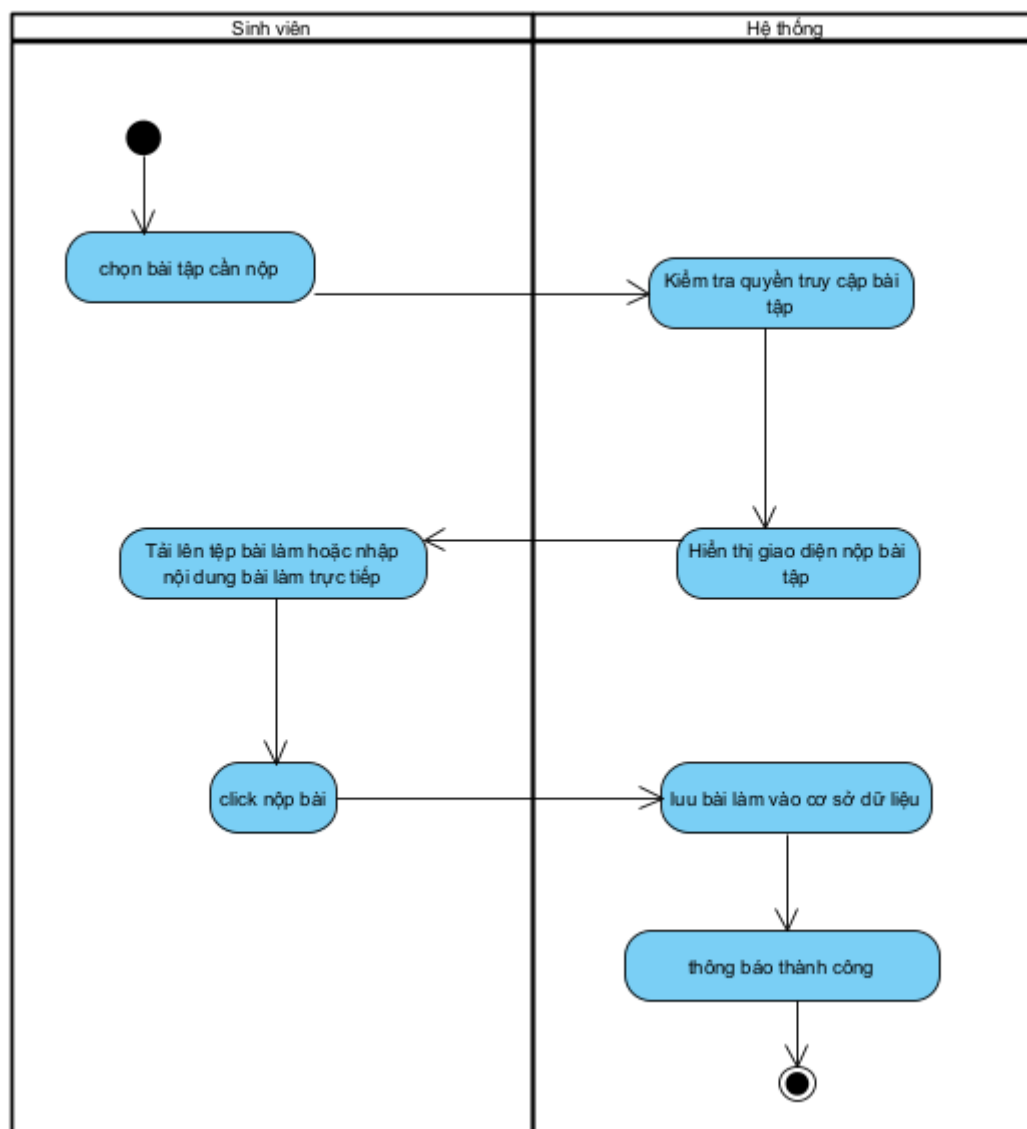 Sinh viên
Hệ thống
chọn bài tập cần nộp
Kiểm tra quyền truy cập bài
tập
Hiển thị giao diện nộp bài
tập
Tải lên tệp bài làm hoặc nhập
nội dung bài làm trực tiếp
click nộp bài
luu bài làm vào cơ sở dữ liệu
thông báo thành công